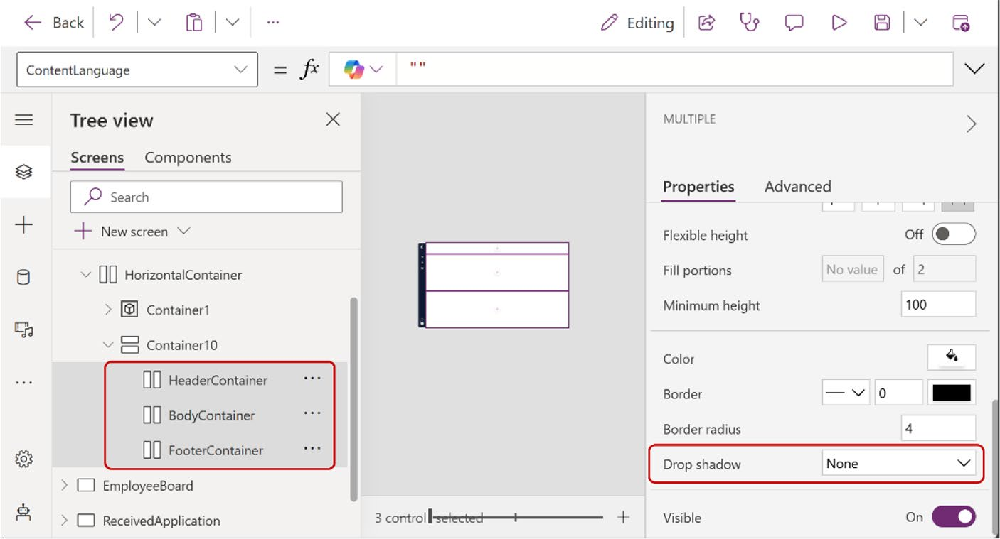 Back
Editing
ContentLanguage
= fx
""
Tree view
Screens Components
Search
New screen
HorizontalContainer
Container1
Container10
HeaderContainer
BodyContainer
FooterContainer
EmployeeBoard
ReceivedApplication
3 control selected
MULTIPLE
Properties Advanced
Flexible height Off
Fill portions No value of 2
Minimum height 100
Color
Border 0
Border radius 4
Drop shadow None
Visible On